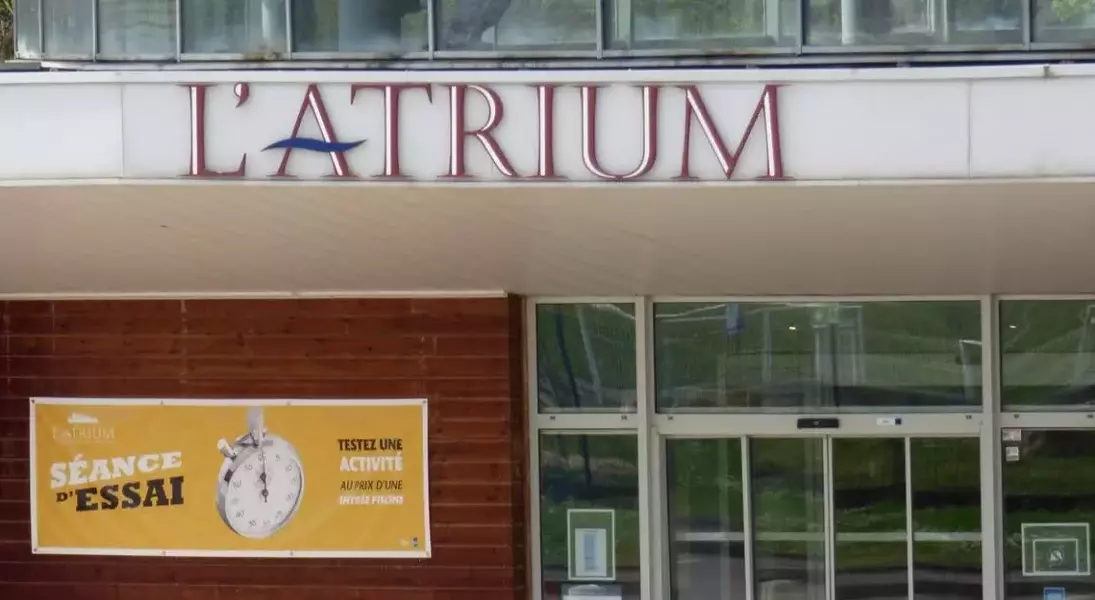 L'ATRIUM
L'ATRIUM
SÉANCE
D'ESSAI
TESTEZ UNE
ACTIVITÉ
AU PRIX D'UNE
ENTRÉE PISCINE